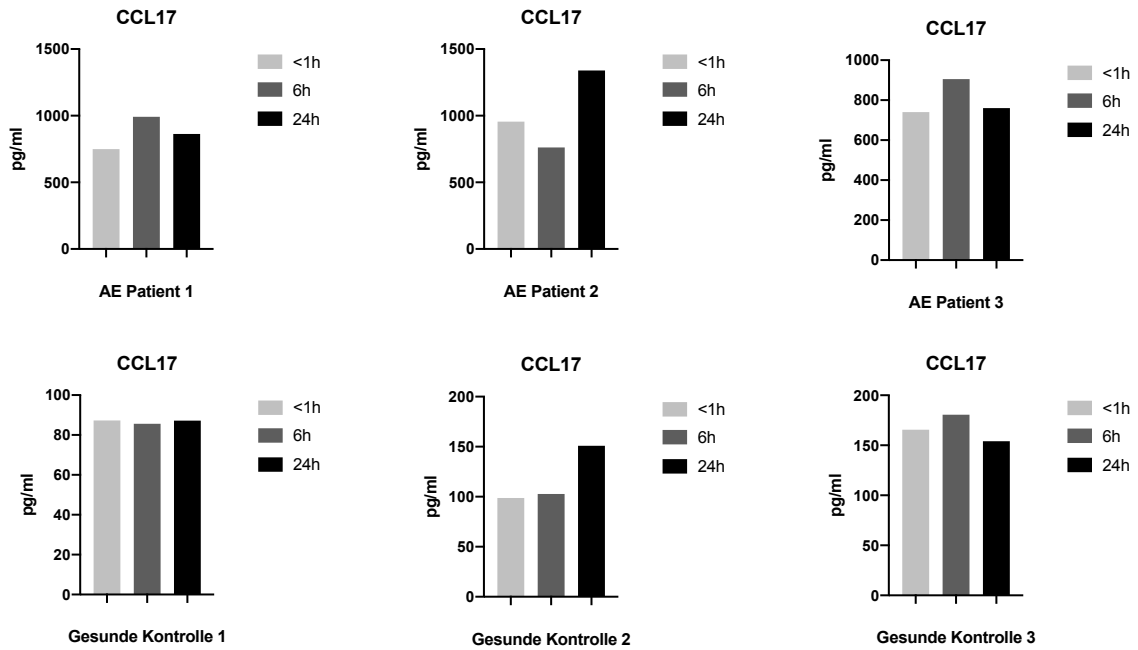 CCL17
1500
1000
500
0
pg/ml
<1h
6h
24h
AE Patient 1
CCL17
1500
1000
500
0
pg/ml
<1h
6h
24h
AE Patient 2
CCL17
1000
800
600
400
200
0
pg/ml
<1h
6h
24h
AE Patient 3
CCL17
100
80
60
40
20
0
pg/ml
<1h
6h
24h
Gesunde Kontrolle 1
CCL17
200
150
100
50
0
pg/ml
<1h
6h
24h
Gesunde Kontrolle 2
CCL17
200
150
100
50
0
pg/ml
<1h
6h
24h
Gesunde Kontrolle 3